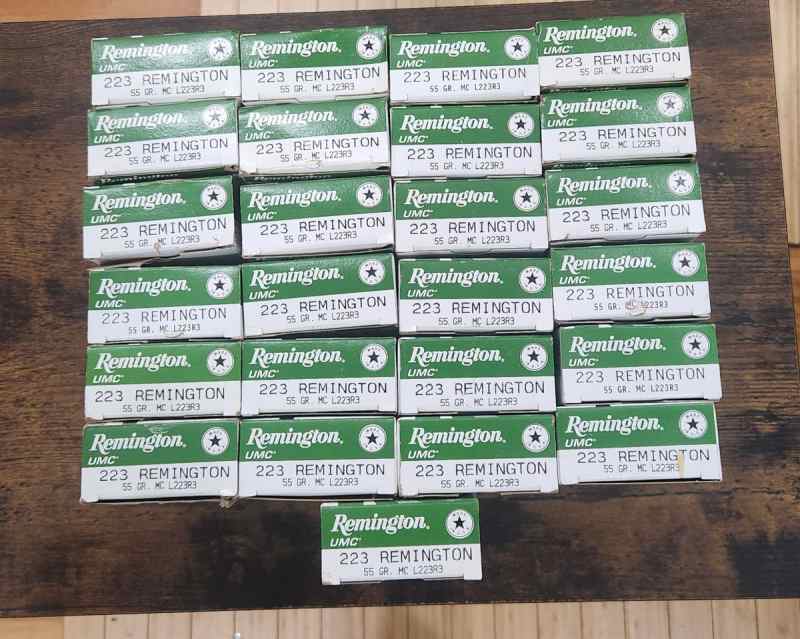 Remington.
UMC
223 REMINGTON
55 GR. MC L223R3
Remington.
UMC
223 REMINGTON
55 GR. MC L223R3
Remington.
UMC
223 REMINGTON
55 GR. MC L223R3
Remington.
UMC
223 REMINGTON
55 GR. MC L223R3
Remington.
UMC
223 REMINGTON
55 GR. MC L223R3
Remington.
UMC
223 REMINGTON
55 GR. MC L223R3
Remington.
UMC
223 REMINGTON
55 GR. MC L223R3
Remington.
UMC
223 REMINGTON
55 GR. MC L223R3
Remington.
UMC
223 REMINGTON
55 GR. MC L223R3
Remington.
UMC
223 REMINGTON
55 GR. MC L223R3
Remington.
UMC
223 REMINGTON
55 GR. MC L223R3
Remington.
UMC
223 REMINGTON
55 GR. MC L223R3
Remington.
UMC
223 REMINGTON
55 GR. MC L223R3
Remington.
UMC
223 REMINGTON
55 GR. MC L223R3
Remington.
UMC
223 REMINGTON
55 GR. MC L223R3
Remington.
UMC
223 REMINGTON
55 GR. MC L223R3
Remington.
UMC
223 REMINGTON
55 GR. MC L223R3
Remington.
UMC
223 REMINGTON
55 GR. MC L223R3
Remington.
UMC
223 REMINGTON
55 GR. MC L223R3
Remington.
UMC
223 REMINGTON
55 GR. MC L223R3
Remington.
UMC
223 REMINGTON
55 GR. MC L223R3
Remington.
UMC
223 REMINGTON
55 GR. MC L223R3
Remington.
UMC
223 REMINGTON
55 GR. MC L223R3
Remington.
UMC
223 REMINGTON
55 GR. MC L223R3
Remington.
UMC
223 REMINGTON
55 GR. MC L223R3